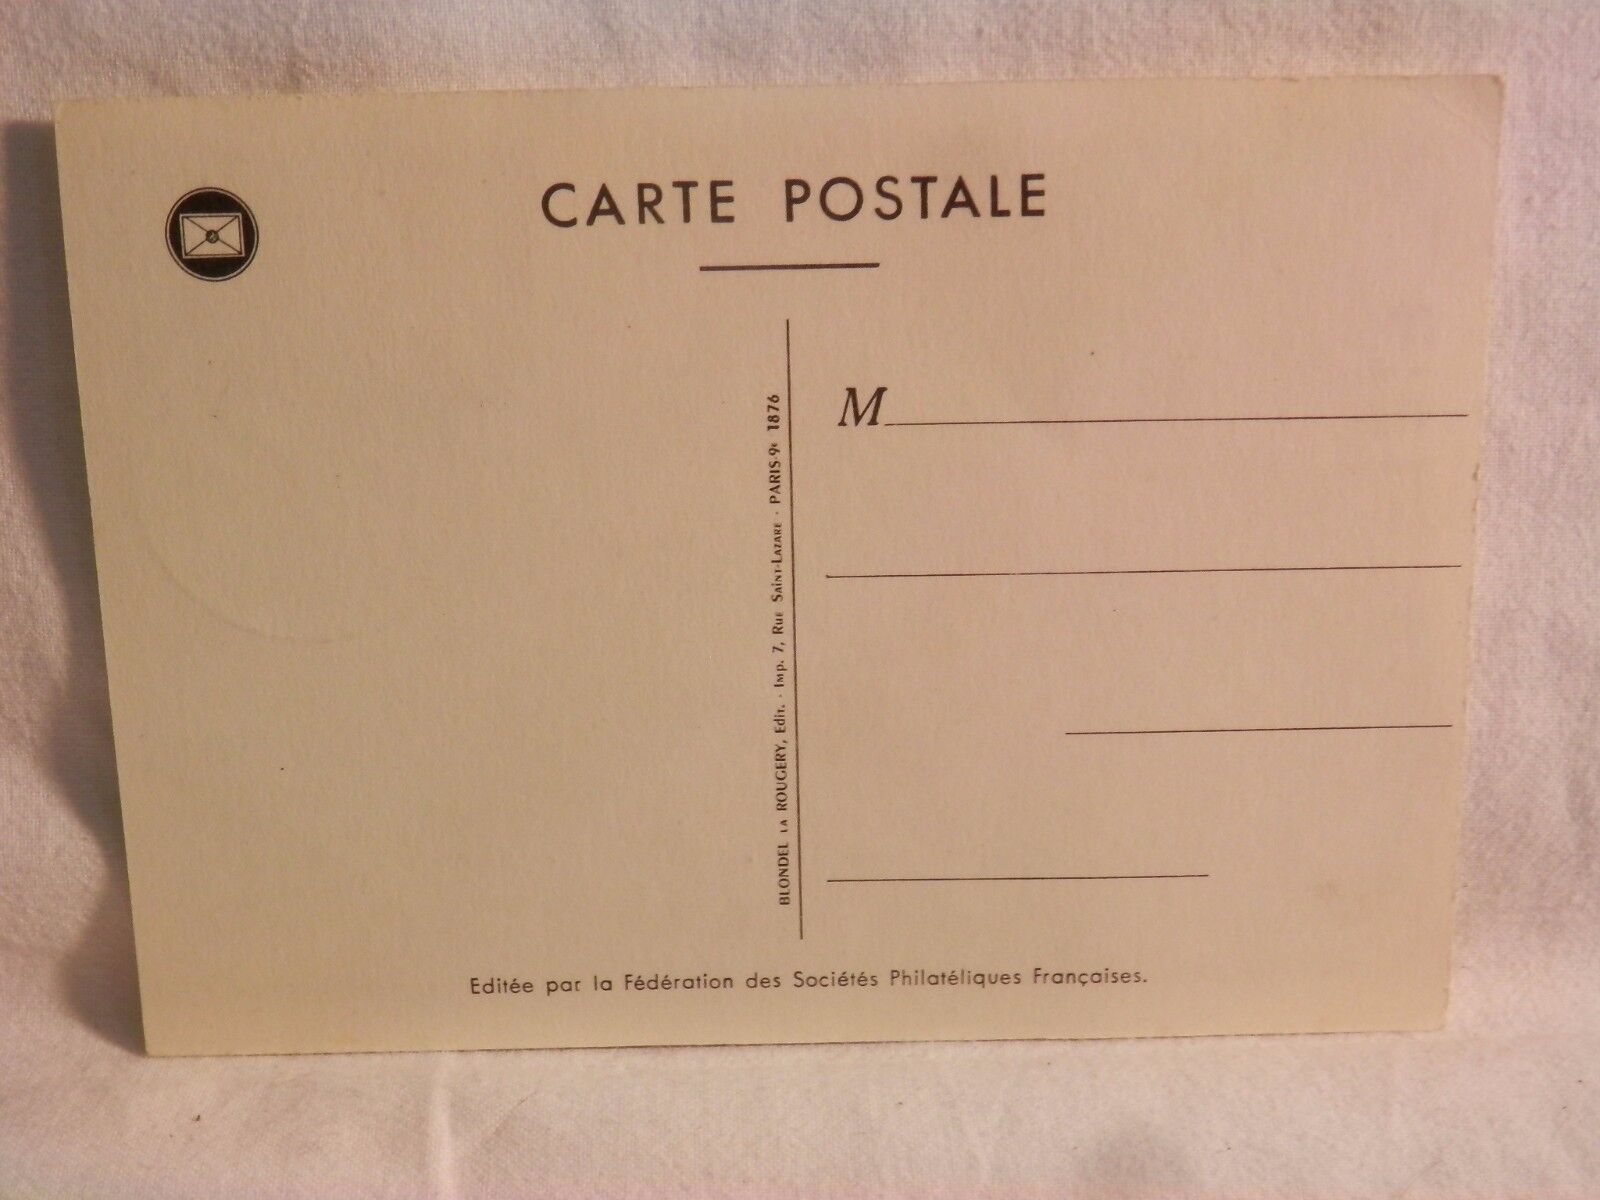 CARTE POSTALE
M
BLONDEL LA ROUGERY, Edit. · Imp. 7, Rue Saint-Lazare · PARIS-9e 1876
Editée par la Fédération des Sociétés Philatéliques Françaises.